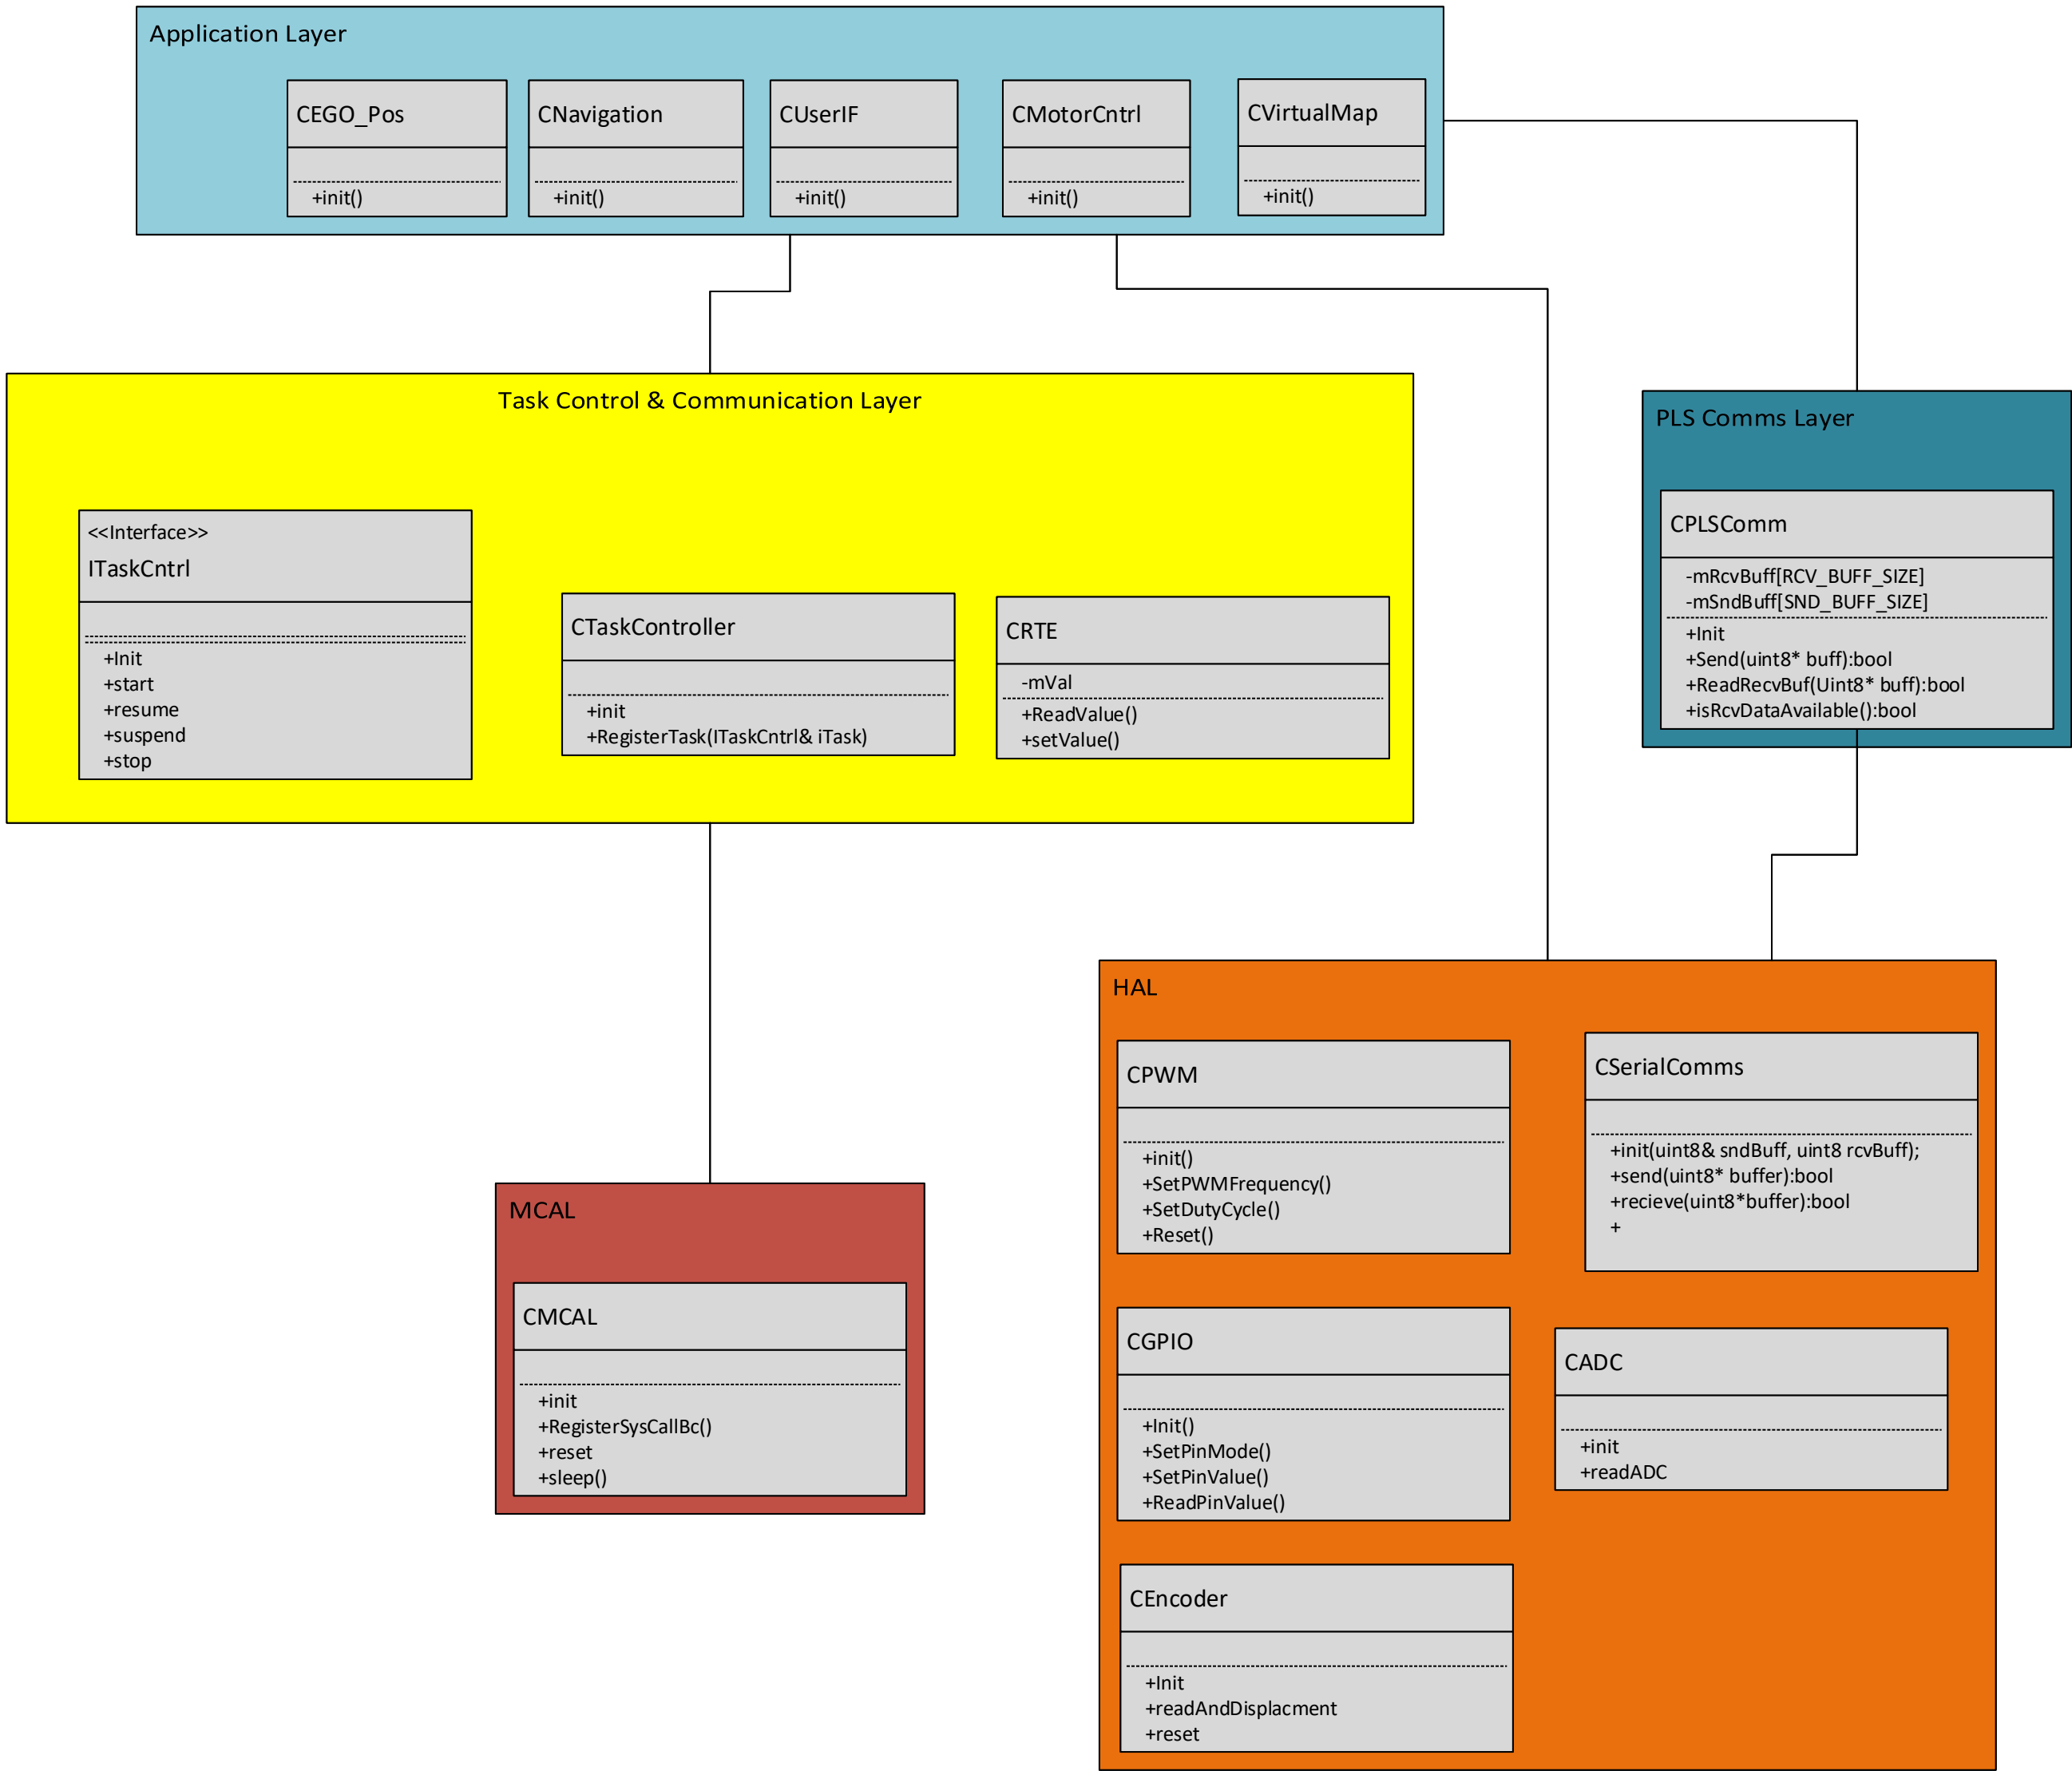 Application Layer
CEGO_Pos
+init()
CNavigation
+init()
CUserIF
+init()
CMotorCntrl
+init()
CVirtualMap
+init()
Task Control & Communication Layer
<<Interface>>
ITaskCntrl
+Init
+start
+resume
+suspend
+stop
CTaskController
+init
+RegisterTask(ITaskCntrl& iTask)
CRTE
-mVal
+ReadValue()
+setValue()
PLS Comms Layer
CPLSComm
-mRcvBuff[RCV_BUFF_SIZE]
-mSndBuff[SND_BUFF_SIZE]
+Init
+Send(uint8* buff):bool
+ReadRecvBuf(Uint8* buff):bool
+isRcvDataAvailable():bool
MCAL
CMCAL
+init
+RegisterSysCallBc()
+reset
+sleep()
HAL
CPWM
+init()
+SetPWMFrequency()
+SetDutyCycle()
+Reset()
CSerialComms
+init(uint8& sndBuff, uint8 rcvBuff);
+send(uint8* buffer):bool
+recieve(uint8*buffer):bool
+
CGPIO
+Init()
+SetPinMode()
+SetPinValue()
+ReadPinValue()
CADC
+init
+readADC
CEncoder
+Init
+readAndDisplacment
+reset